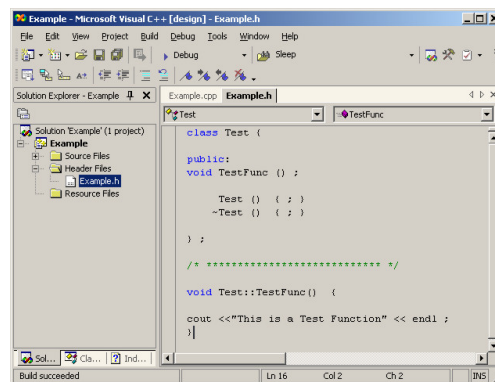 Example - Microsoft Visual C++ [design] - Example.h
File Edit View Project Build Debug Tools Window Help
Debug Sleep
Solution Explorer - Example
Example.cpp Example.h
Test TestFunc
Solution 'Example' (1 project)
Example
Source Files
Header Files
Example.h
Resource Files
class Test {
public:
void TestFunc () ;
Test () { ; }
~Test () { ; }
} ;
/* **************************** */
void Test::TestFunc() {
cout <<"This is a Test Function" << endl ;
}
Sol... Cla... Ind...
Build succeeded Ln 16 Col 2 Ch 2 INS